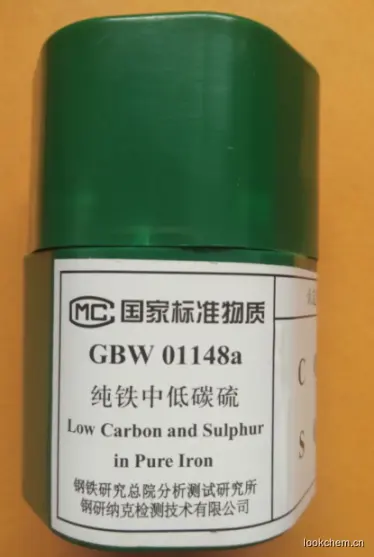 MC 国家标准物质
GBW 01148a
纯铁中低碳硫
Low Carbon and Sulphur
in Pure Iron
钢铁研究总院分析测试研究所
钢研纳克检测技术有限公司
C
S
lookchem.cn